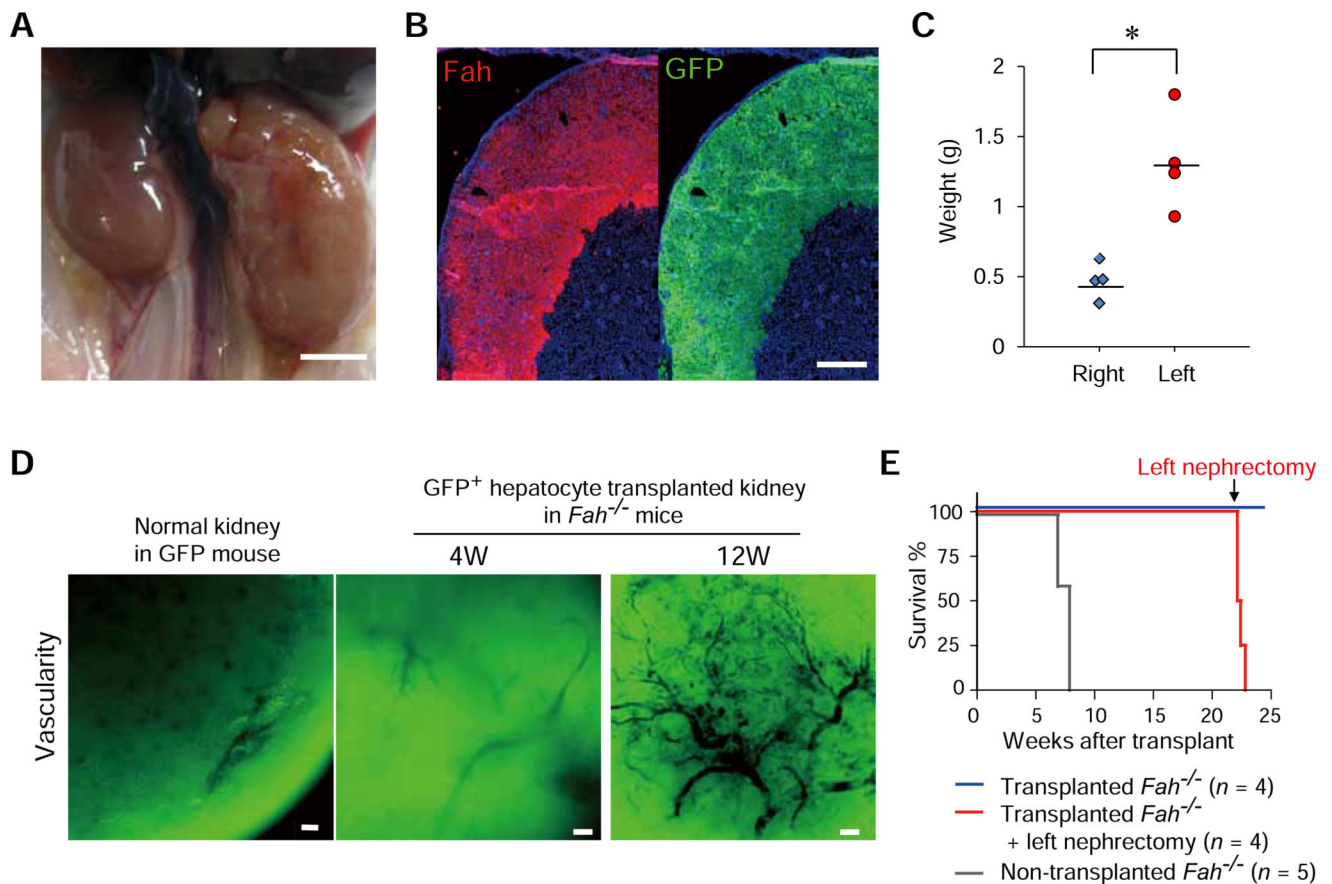 A
B
Fah
GFP
C
*
2
1.5
1
0.5
0
Weight (g)
Right
Left
D
Normal kidney
in GFP mouse
GFP⁺ hepatocyte transplanted kidney
in Fah⁻/⁻ mice
4W
12W
Vascularity
E
Left nephrectomy
100
50
25
0
Survival %
0
5
10
15
20
25
Weeks after transplant
Transplanted Fah⁻/⁻ (n = 4)
Transplanted Fah⁻/⁻
+ left nephrectomy (n = 4)
Non-transplanted Fah⁻/⁻ (n = 5)